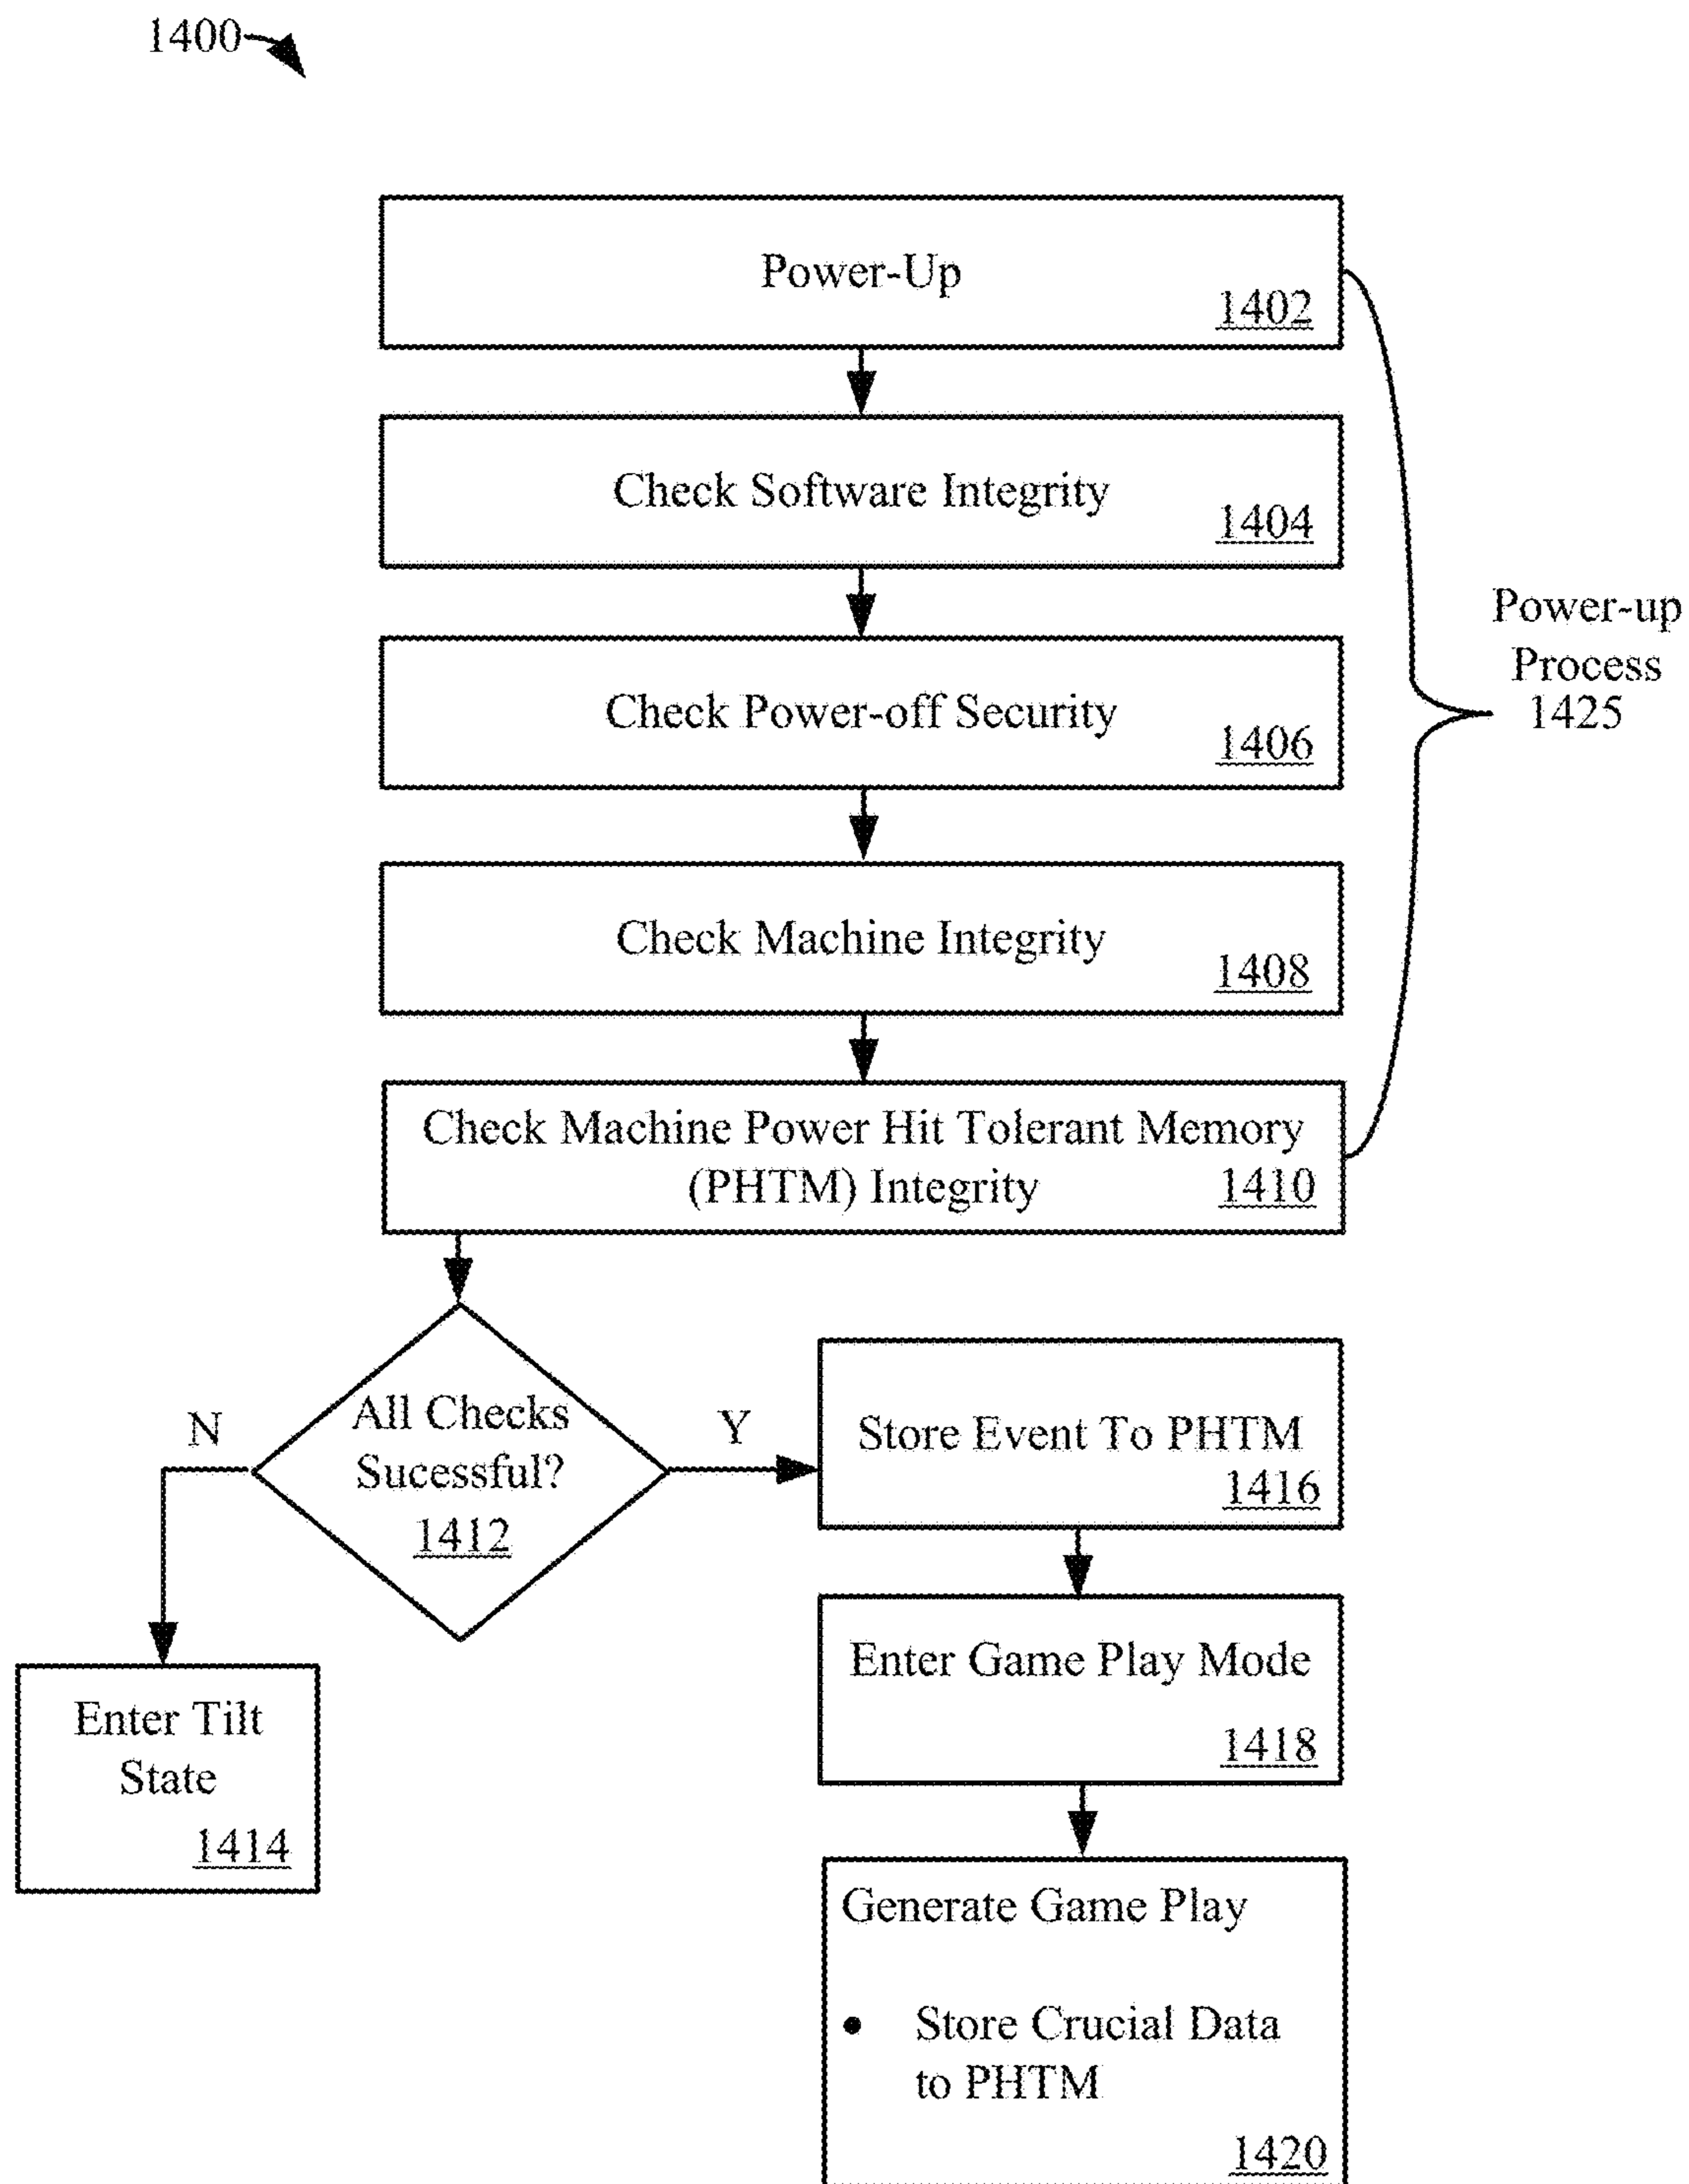 1400
Power-Up
1402
Check Software Integrity
1404
Check Power-off Security
1406
Power-up
Process
1425
Check Machine Integrity
1408
Check Machine Power Hit Tolerant Memory
(PHTM) Integrity 1410
N
All Checks
Sucessful?
1412
Y
Store Event To PHTM
1416
Enter Game Play Mode
1418
Enter Tilt
State
1414
Generate Game Play
• Store Crucial Data
to PHTM
1420